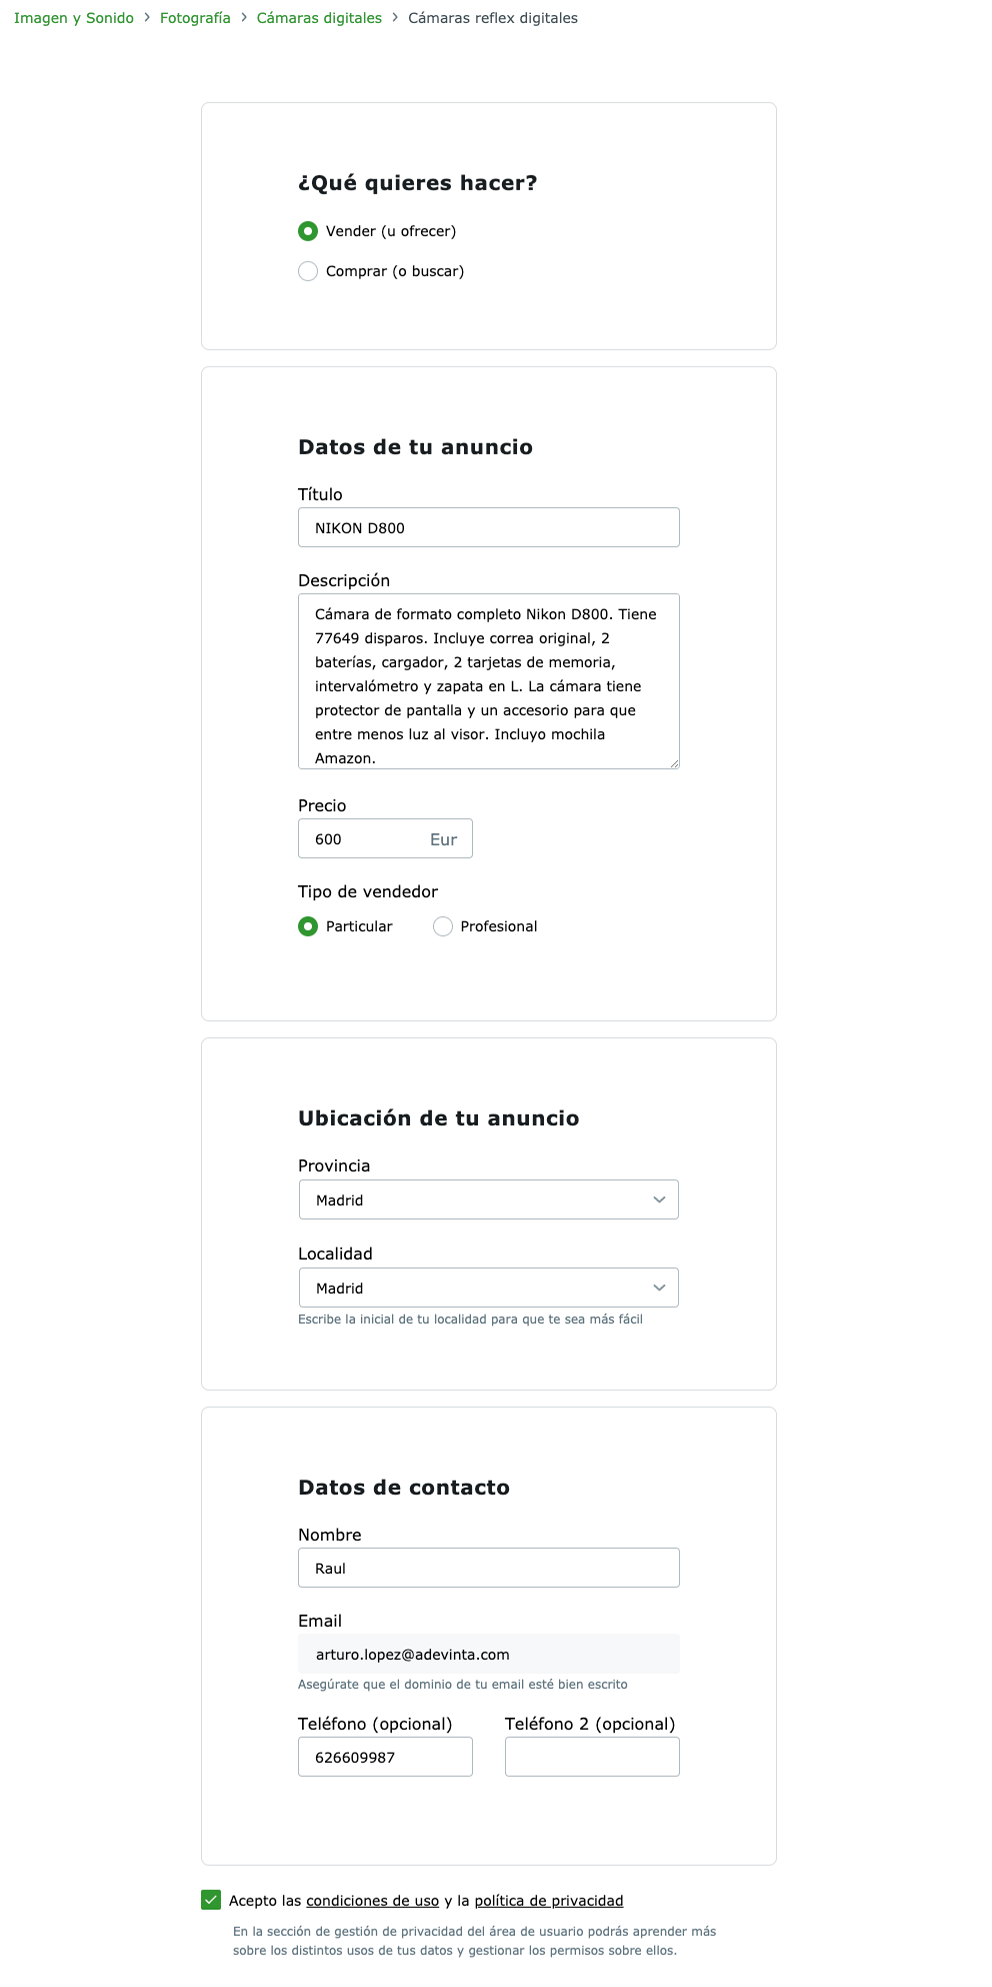 Imagen y Sonido > Fotografía > Cámaras digitales > Cámaras reflex digitales
¿Qué quieres hacer?
Vender (u ofrecer)
Comprar (o buscar)
Datos de tu anuncio
Título
NIKON D800
Descripción
Cámara de formato completo Nikon D800. Tiene
77649 disparos. Incluye correa original, 2
baterías, cargador, 2 tarjetas de memoria,
intervalómetro y zapata en L. La cámara tiene
protector de pantalla y un accesorio para que
entre menos luz al visor. Incluyo mochila
Amazon.
Precio
600 Eur
Tipo de vendedor
Particular Profesional
Ubicación de tu anuncio
Provincia
Madrid
Localidad
Madrid
Escribe la inicial de tu localidad para que te sea más fácil
Datos de contacto
Nombre
Raul
Email
arturo.lopez@adevinta.com
Asegúrate que el dominio de tu email esté bien escrito
Teléfono (opcional) Teléfono 2 (opcional)
626609987
Acepto las condiciones de uso y la política de privacidad
En la sección de gestión de privacidad del área de usuario podrás aprender más
sobre los distintos usos de tus datos y gestionar los permisos sobre ellos.